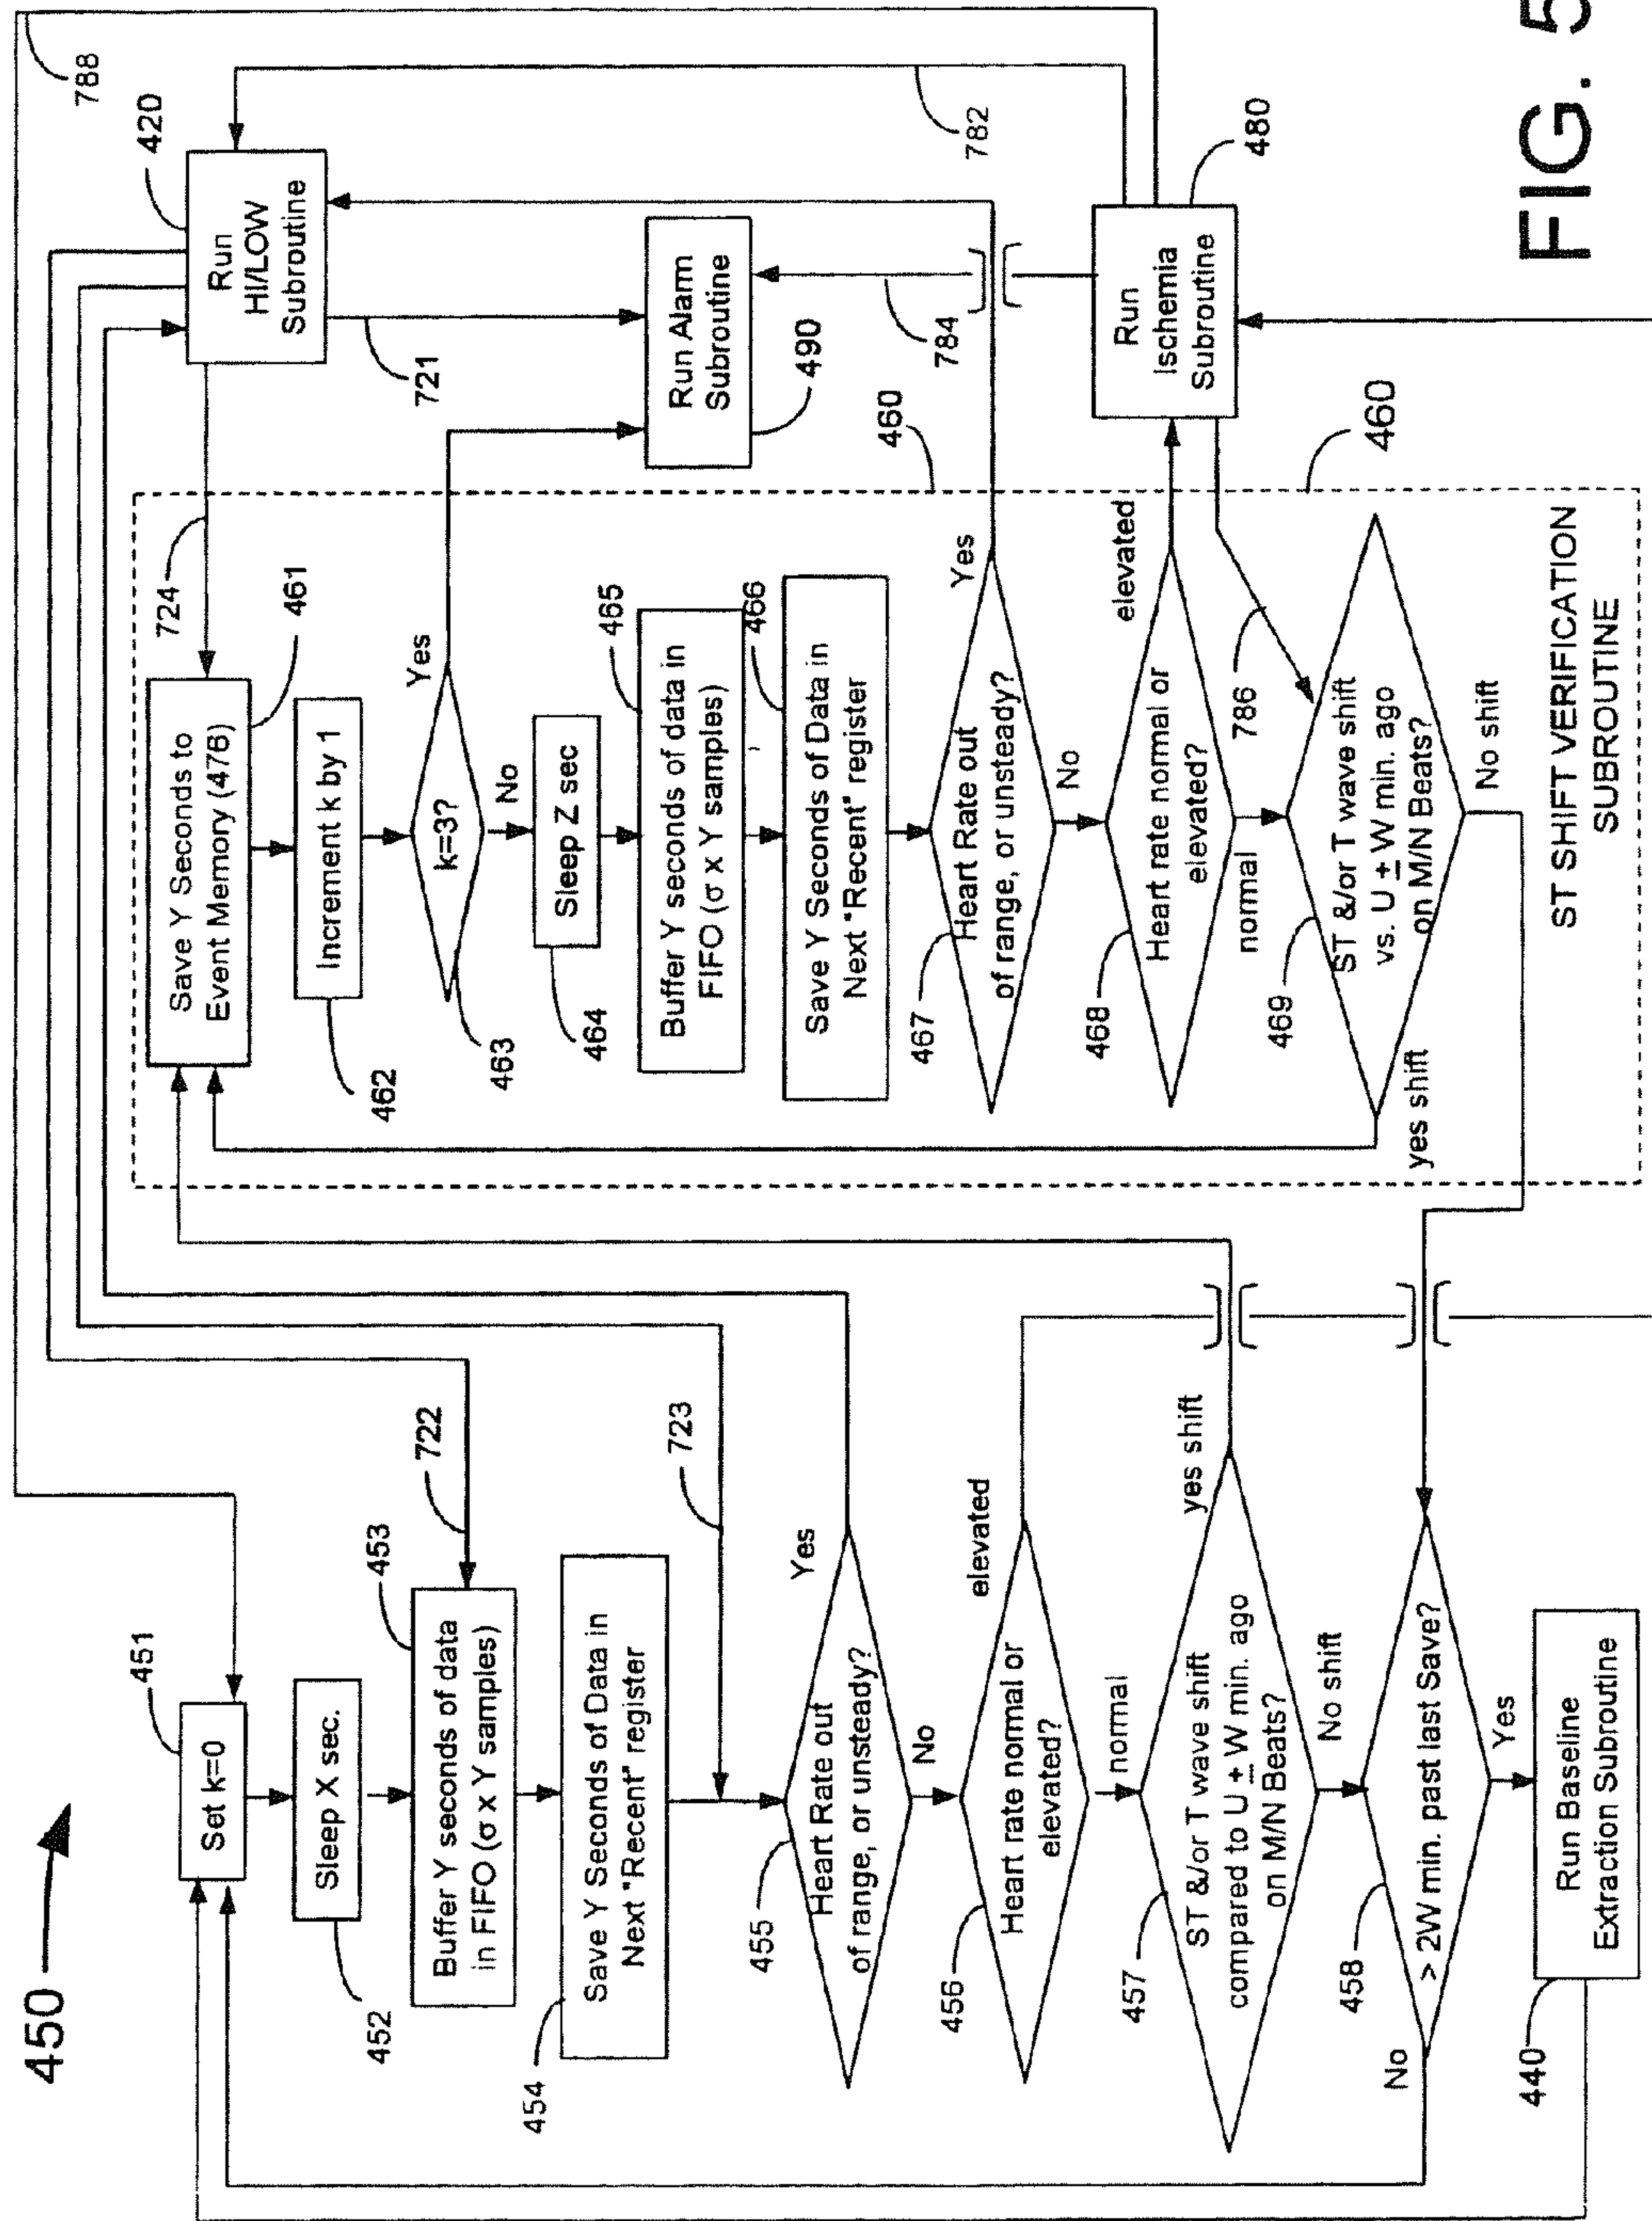 450
451
Set k=0
Sleep X sec.
452
453
Buffer Y seconds of data
in FIFO (σ x Y samples)
722
454
Save Y Seconds of Data in
Next "Recent" register
723
455
Heart Rate out
of range, or unsteady?
Yes
No
456
Heart rate normal or
elevated?
elevated
normal
457
ST &/or T wave shift
compared to U ± W min. ago
on M/N Beats?
yes shift
No shift
458
> 2W min. past last Save?
No
Yes
440
Run Baseline
Extraction Subroutine
724
Save Y Seconds to
Event Memory (476)
461
Increment k by 1
462
k=3?
463
Yes
No
Sleep Z sec
464
465
Buffer Y seconds of data in
FIFO (σ x Y samples)
466
Save Y Seconds of Data in
Next "Recent" register
467
Heart Rate out
of range, or unsteady?
Yes
No
468
Heart rate normal or
elevated?
elevated
normal
786
469
ST &/or T wave shift
vs. U ± W min. ago
on M/N Beats?
yes shift
No shift
ST SHIFT VERIFICATION
SUBROUTINE
460
460
788
420
Run
HI/LOW
Subroutine
721
Run Alarm
Subroutine
490
784
782
Run
Ischemia
Subroutine
480
FIG. 5